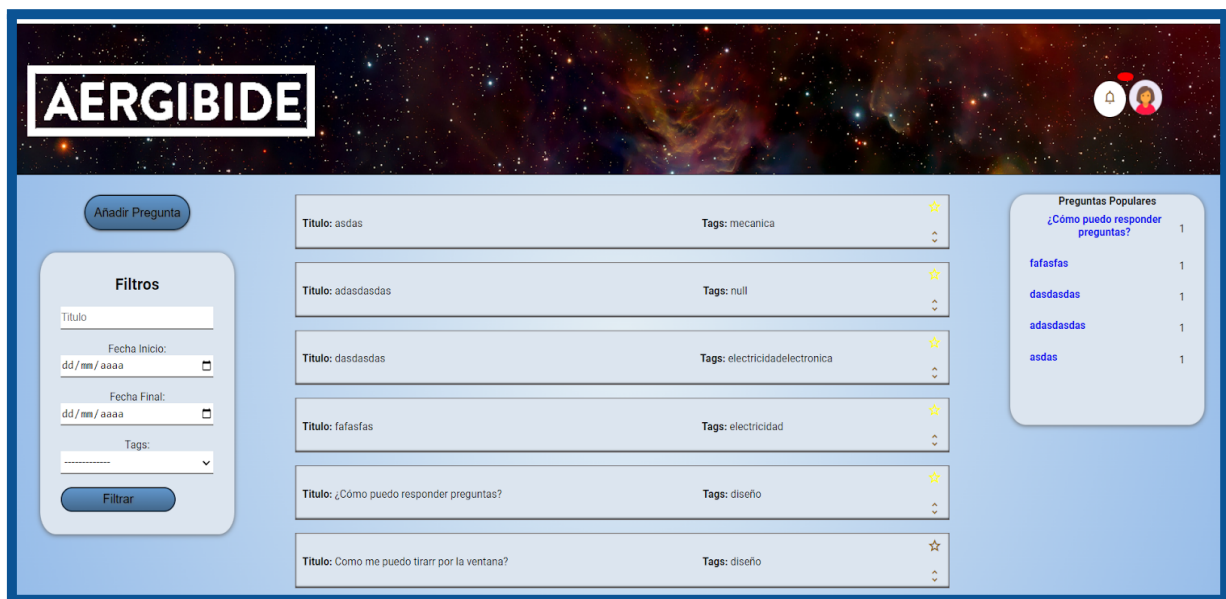 AERGIBIDE
Añadir Pregunta
Filtros
Titulo
Fecha Inicio:
dd/mm/aaaa
Fecha Final:
dd/mm/aaaa
Tags:
-------------
Filtrar
Titulo: asdas Tags: mecanica
Titulo: adasdasdas Tags: null
Titulo: dasdasdas Tags: electricidadelectronica
Titulo: fafasfas Tags: electricidad
Titulo: ¿Cómo puedo responder preguntas? Tags: diseño
Titulo: Como me puedo tirarr por la ventana? Tags: diseño
Preguntas Populares
¿Cómo puedo responder
preguntas? 1
fafasfas 1
dasdasdas 1
adasdasdas 1
asdas 1